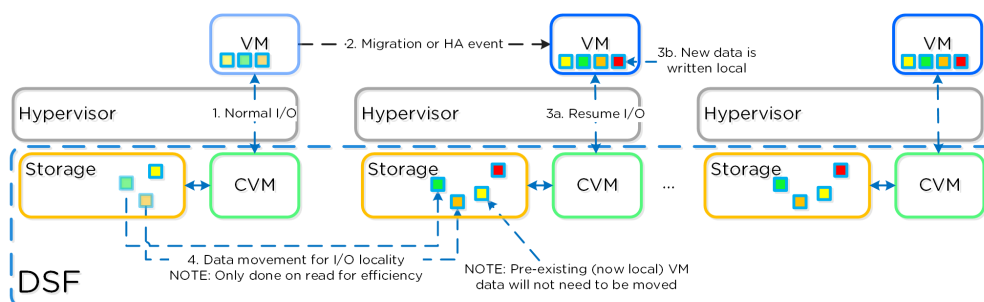 VM
2. Migration or HA event
VM
3b. New data is
written local
VM
Hypervisor
1. Normal I/O
Hypervisor
3a. Resume I/O
Hypervisor
Storage
CVM
Storage
CVM
...
Storage
CVM
4. Data movement for I/O locality
NOTE: Only done on read for efficiency
NOTE: Pre-existing (now local) VM
data will not need to be moved
DSF